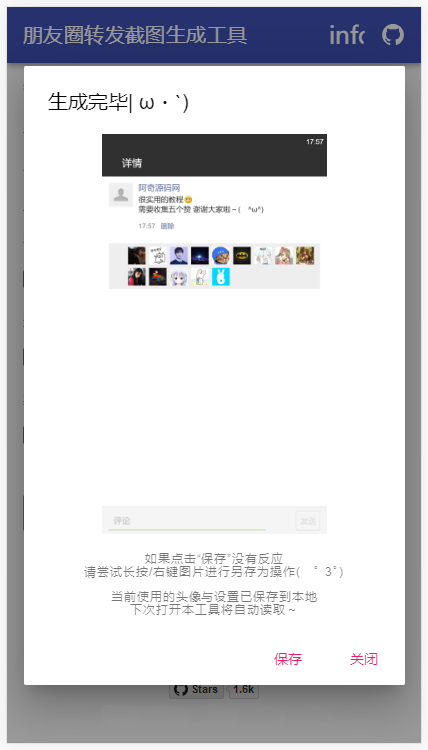 朋友圈转发截图生成工具
info
生成完毕| ω・`)
17:57
详情
阿奇源码网
很实用的教程😊
需要收集五个赞 谢谢大家啦～( ^ω^)
17:57 删除
评论
发送
如果点击“保存”没有反应
请尝试长按/右键图片进行另存为操作( ゜3゜)
当前使用的头像与设置已保存到本地
下次打开本工具将自动读取～
保存 关闭
Stars 1.6k